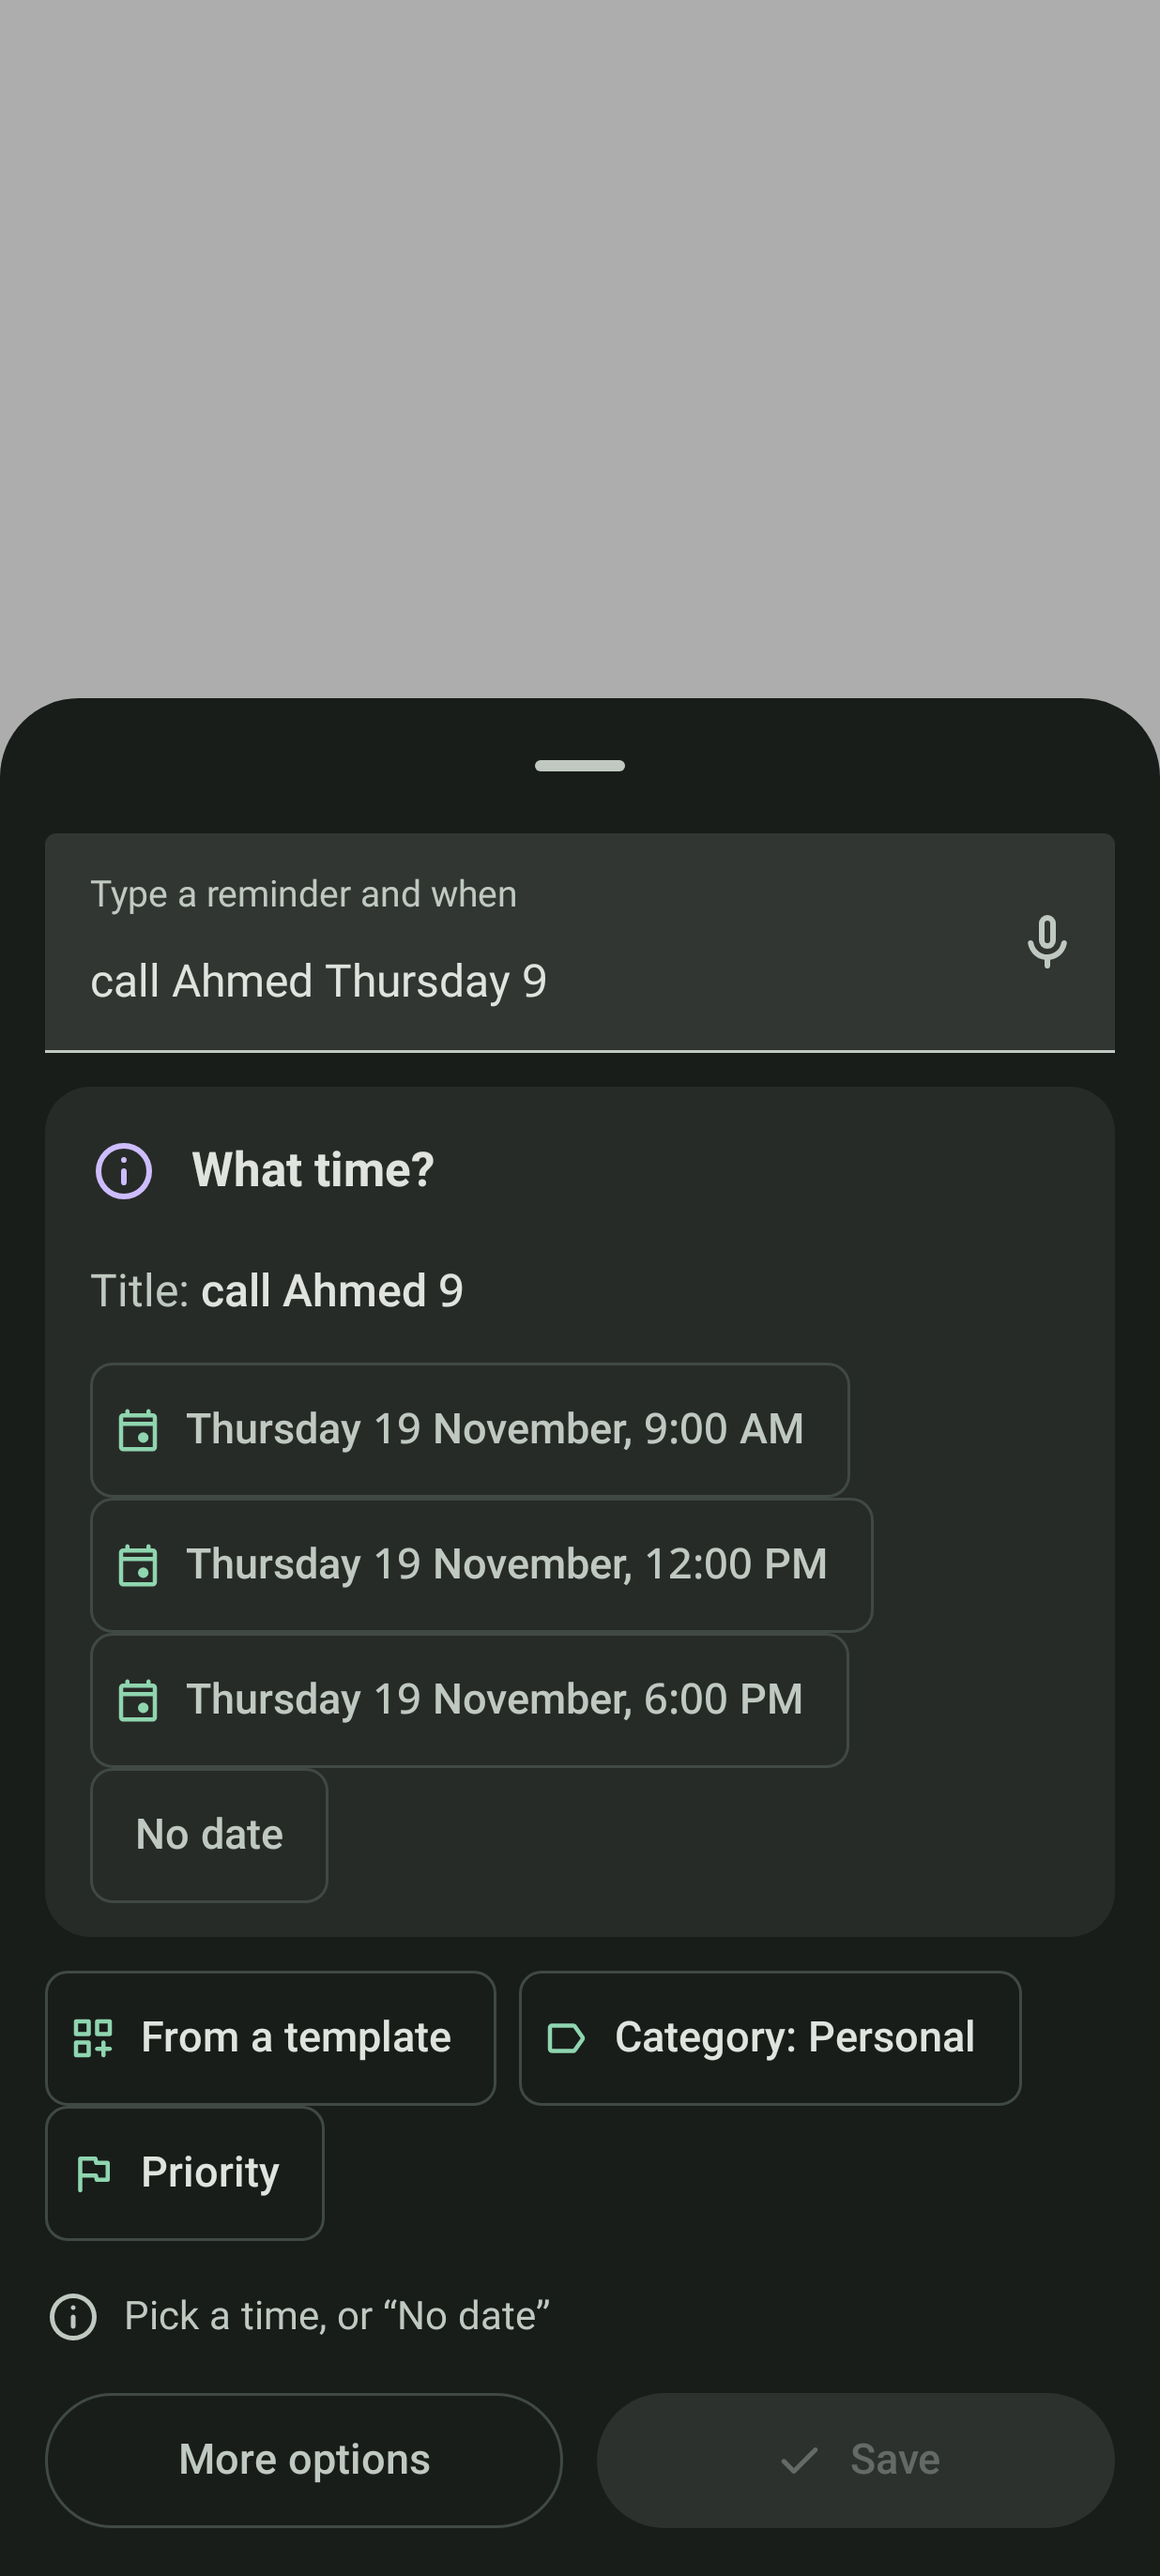 Type a reminder and when
call Ahmed Thursday 9
What time?
Title: call Ahmed 9
Thursday 19 November, 9:00 AM
Thursday 19 November, 12:00 PM
Thursday 19 November, 6:00 PM
No date
From a template
Category: Personal
Priority
Pick a time, or “No date”
More options
Save